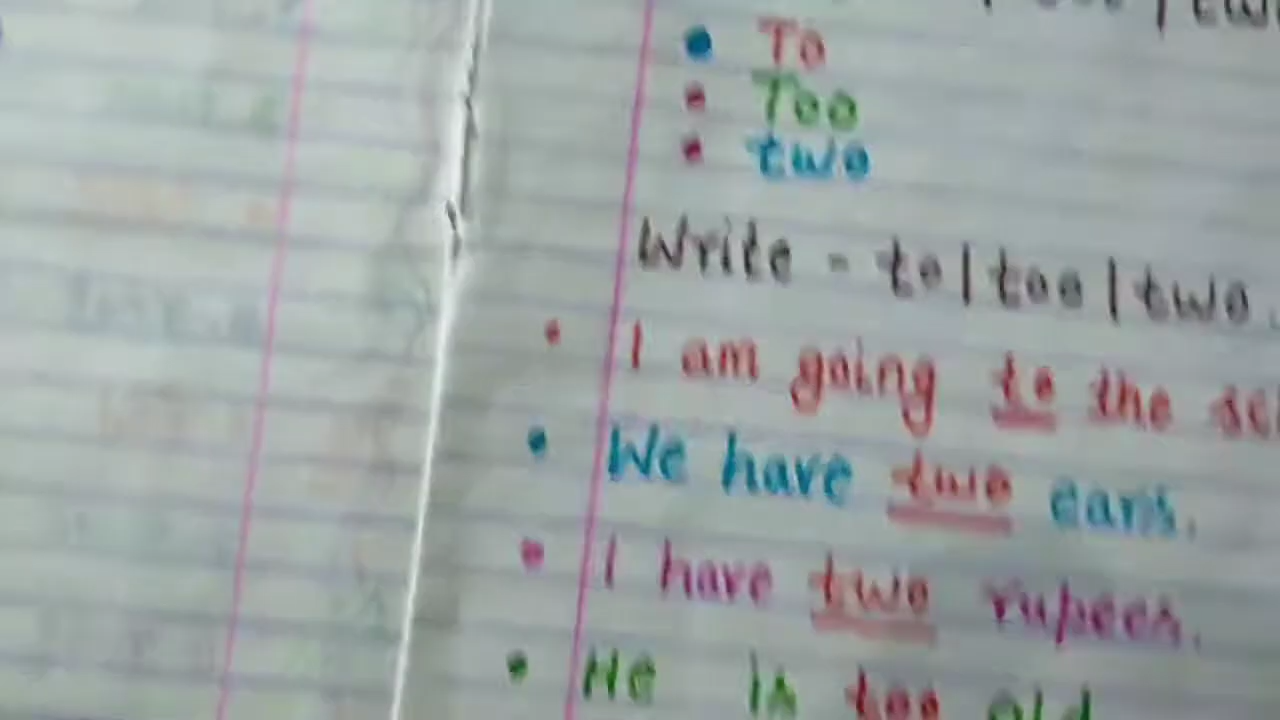 To
Too
two
Write - to/too/two.
I am going to the
We have two ears.
I have two rupees.
He is too old